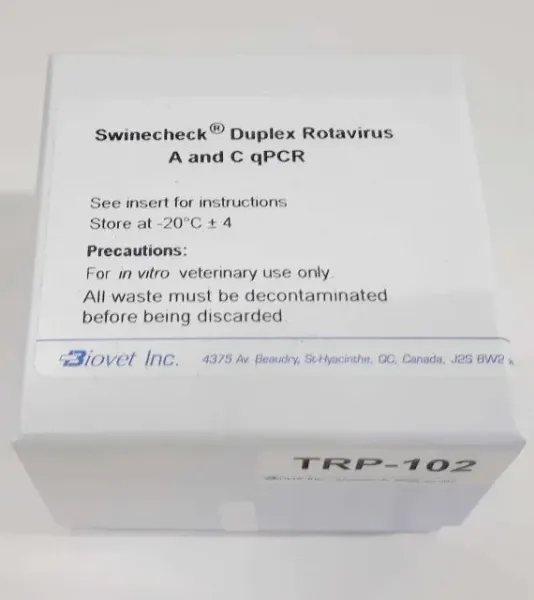 Swinecheck® Duplex Rotavirus
A and C qPCR
See insert for instructions
Store at -20°C ± 4
Precautions:
For in vitro veterinary use only.
All waste must be decontaminated
before being discarded.
Biovet Inc. 4375 Av. Beaudry, St-Hyacinthe, QC, Canada, J2S 8W2
TRP-102